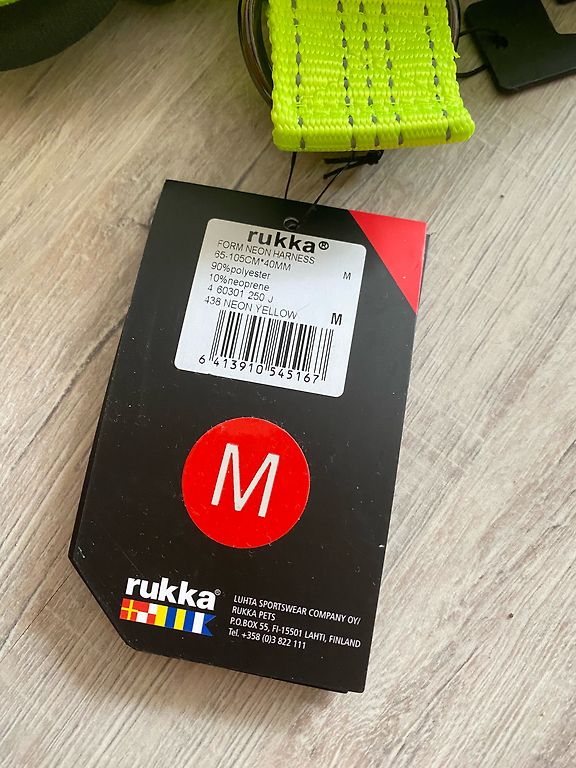 rukka®
FORM NEON HARNESS
65-105CM*40MM M
90%polyester
10%neoprene
4 60301 250 J
438 NEON YELLOW M
6 413910 545167
M
rukka®
LUHTA SPORTSWEAR COMPANY OY/
RUKKA PETS
P.O.BOX 55, FI-15501 LAHTI, FINLAND
Tel. +358 (0)3 822 111